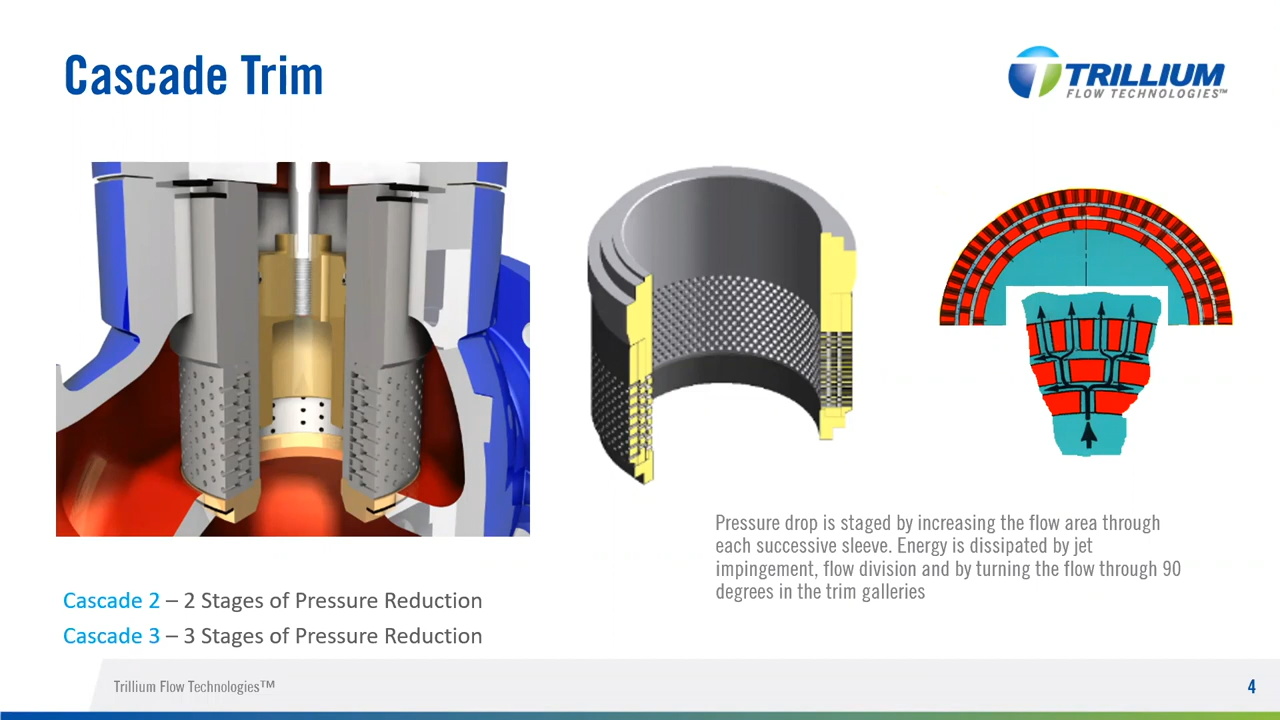 Cascade Trim
TRILLIUM
FLOW TECHNOLOGIES™
Pressure drop is staged by increasing the flow area through
each successive sleeve. Energy is dissipated by jet
impingement, flow division and by turning the flow through 90
degrees in the trim galleries
Cascade 2 – 2 Stages of Pressure Reduction
Cascade 3 – 3 Stages of Pressure Reduction
Trillium Flow Technologies™
4